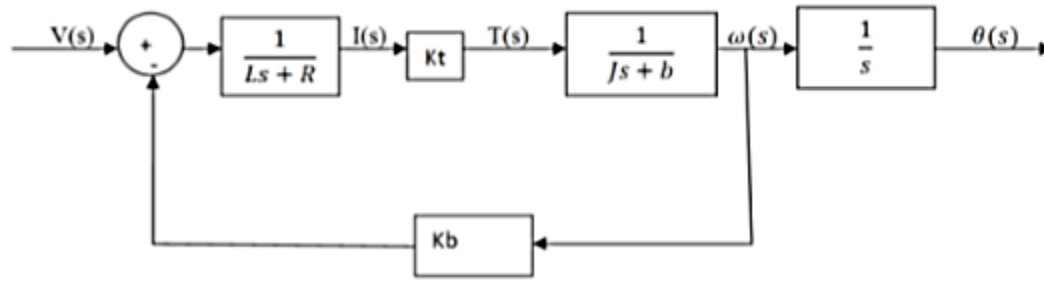 V(s)
+
-
1
Ls + R
I(s)
Kt
T(s)
1
Js + b
ω(s)
1
s
θ(s)
Kb